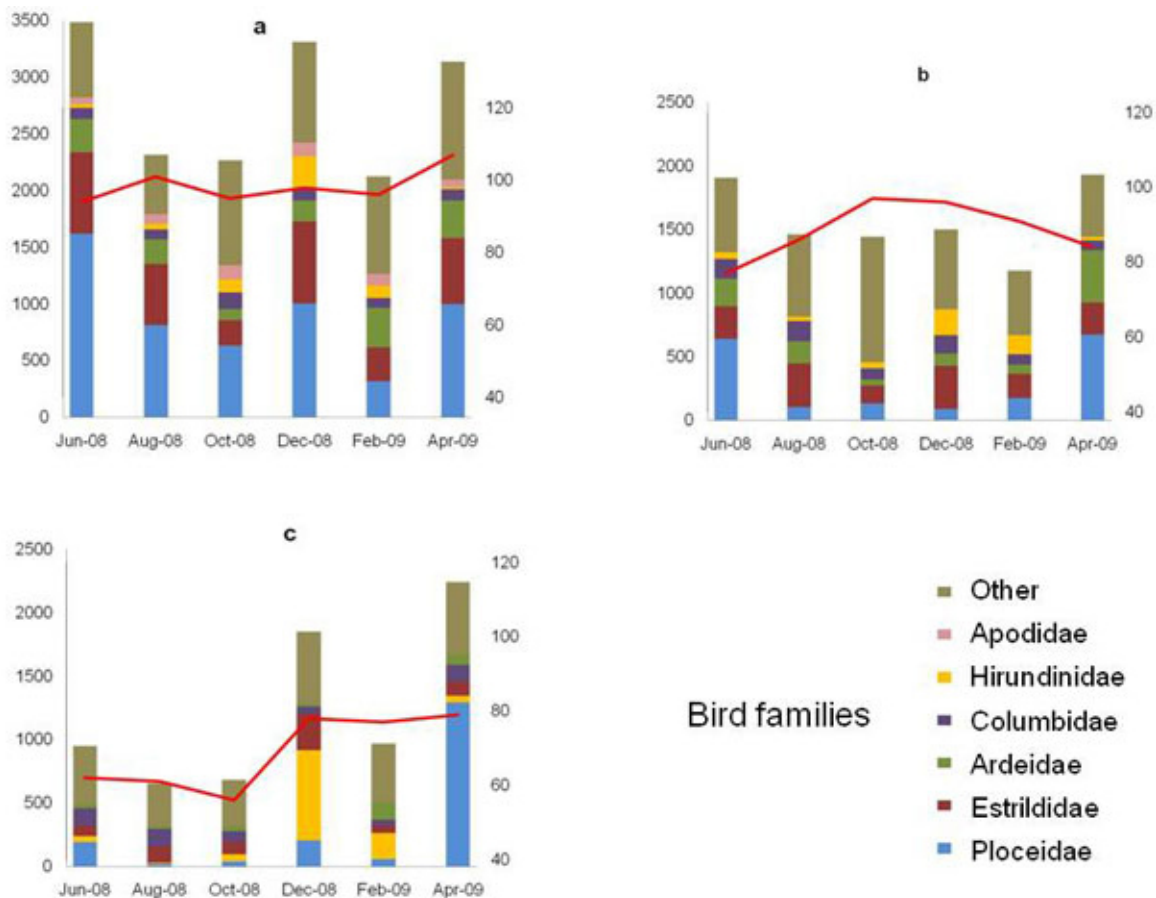 a
3500
3000
2500
2000
1500
1000
500
0
120
100
80
60
40
Jun-08 Aug-08 Oct-08 Dec-08 Feb-09 Apr-09
b
2500
2000
1500
1000
500
0
120
100
80
60
40
Jun-08 Aug-08 Oct-08 Dec-08 Feb-09 Apr-09
c
2500
2000
1500
1000
500
0
120
100
80
60
40
Jun-08 Aug-08 Oct-08 Dec-08 Feb-09 Apr-09
Bird families
Other
Apodidae
Hirundinidae
Columbidae
Ardeidae
Estrildidae
Ploceidae